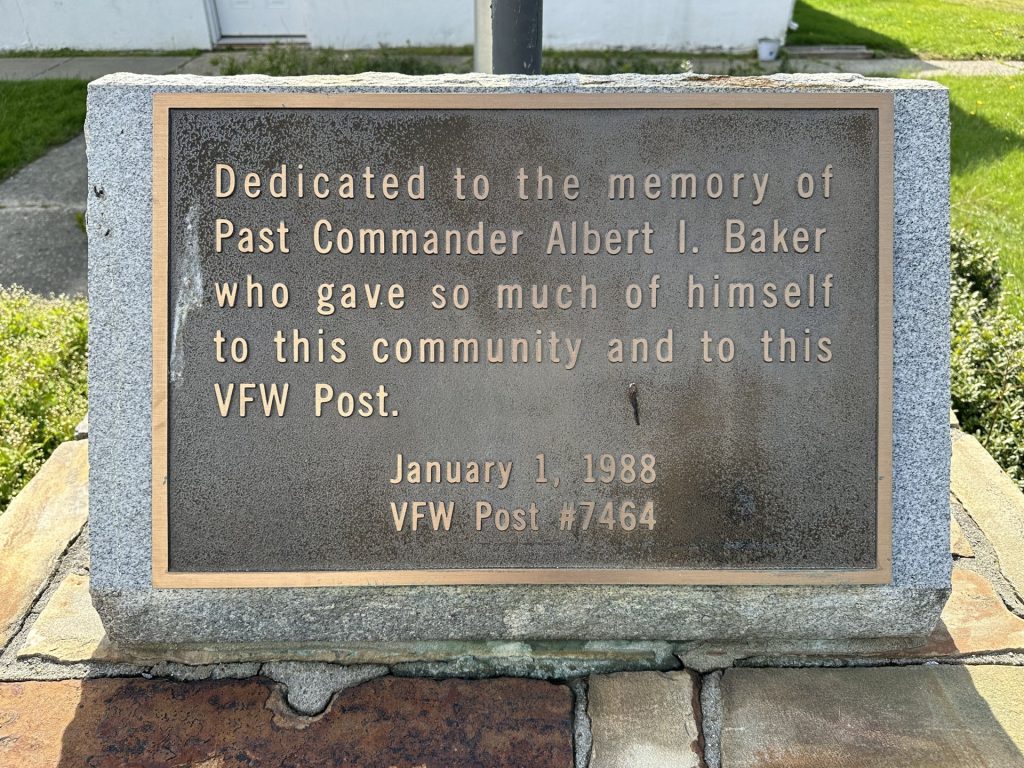 Dedicated to the memory of
Past Commander Albert I. Baker
who gave so much of himself
to this community and to this
VFW Post.
January 1, 1988
VFW Post #7464